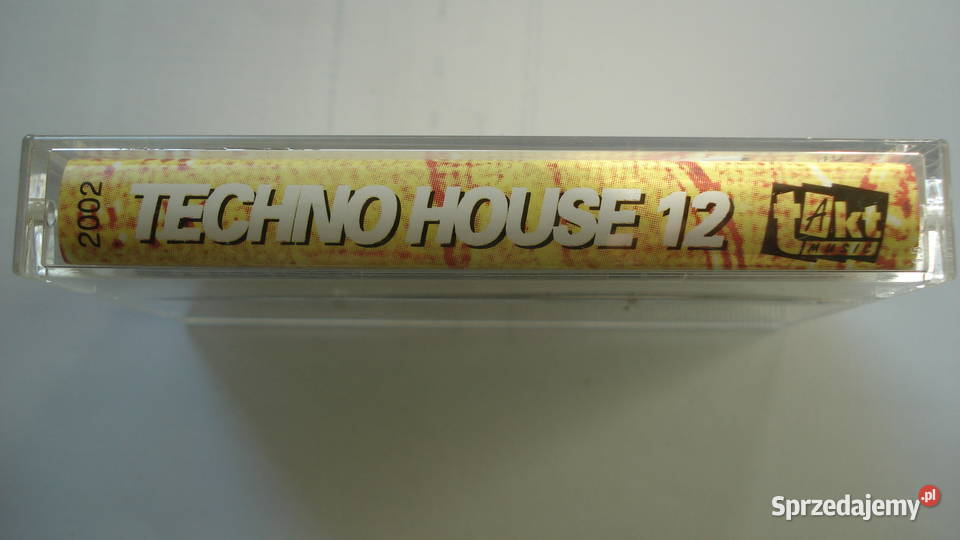 2002
TECHNO HOUSE 12
tAkt
MUSIC
Sprzedajemy.pl